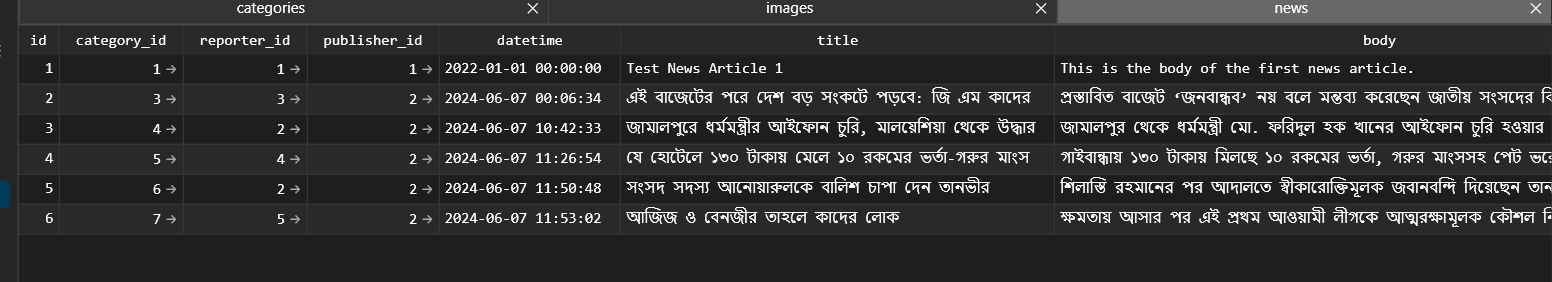 categories × images × news ×
id category_id reporter_id publisher_id datetime title body
1 1 → 1 → 1 → 2022-01-01 00:00:00 Test News Article 1 This is the body of the first news article.
2 3 → 3 → 2 → 2024-06-07 00:06:34 এই বাজেটের পরে দেশ বড় সংকটে পড়বে: জি এম কাদের প্রস্তাবিত বাজেট ‘জনবান্ধব’ নয় বলে মন্তব্য করেছেন জাতীয় সংসদের
3 4 → 2 → 2 → 2024-06-07 10:42:33 জামালপুরে ধর্মমন্ত্রীর আইফোন চুরি, মালয়েশিয়া থেকে উদ্ধার জামালপুর থেকে ধর্মমন্ত্রী মো. ফরিদুল হক খানের আইফোন চুরি হওয়ার
4 5 → 4 → 2 → 2024-06-07 11:26:54 যে হোটেলে ১৩০ টাকায় মেলে ১০ রকমের ভর্তা-গরুর মাংস গাইবান্ধায় ১৩০ টাকায় মিলছে ১০ রকমের ভর্তা, গরুর মাংসসহ পেট
5 6 → 2 → 2 → 2024-06-07 11:50:48 সংসদ সদস্য আনোয়ারুলকে বালিশ চাপা দেন তানভীর শিলাস্তি রহমানের পর আদালতে স্বীকারোক্তিমূলক জবানবন্দি দিয়েছেন
6 7 → 5 → 2 → 2024-06-07 11:53:02 আজিজ ও বেনজীর তাহলে কাদের লোক ক্ষমতায় আসার পর এই প্রথম আওয়ামী লীগকে আত্মরক্ষামূলক কৌশল